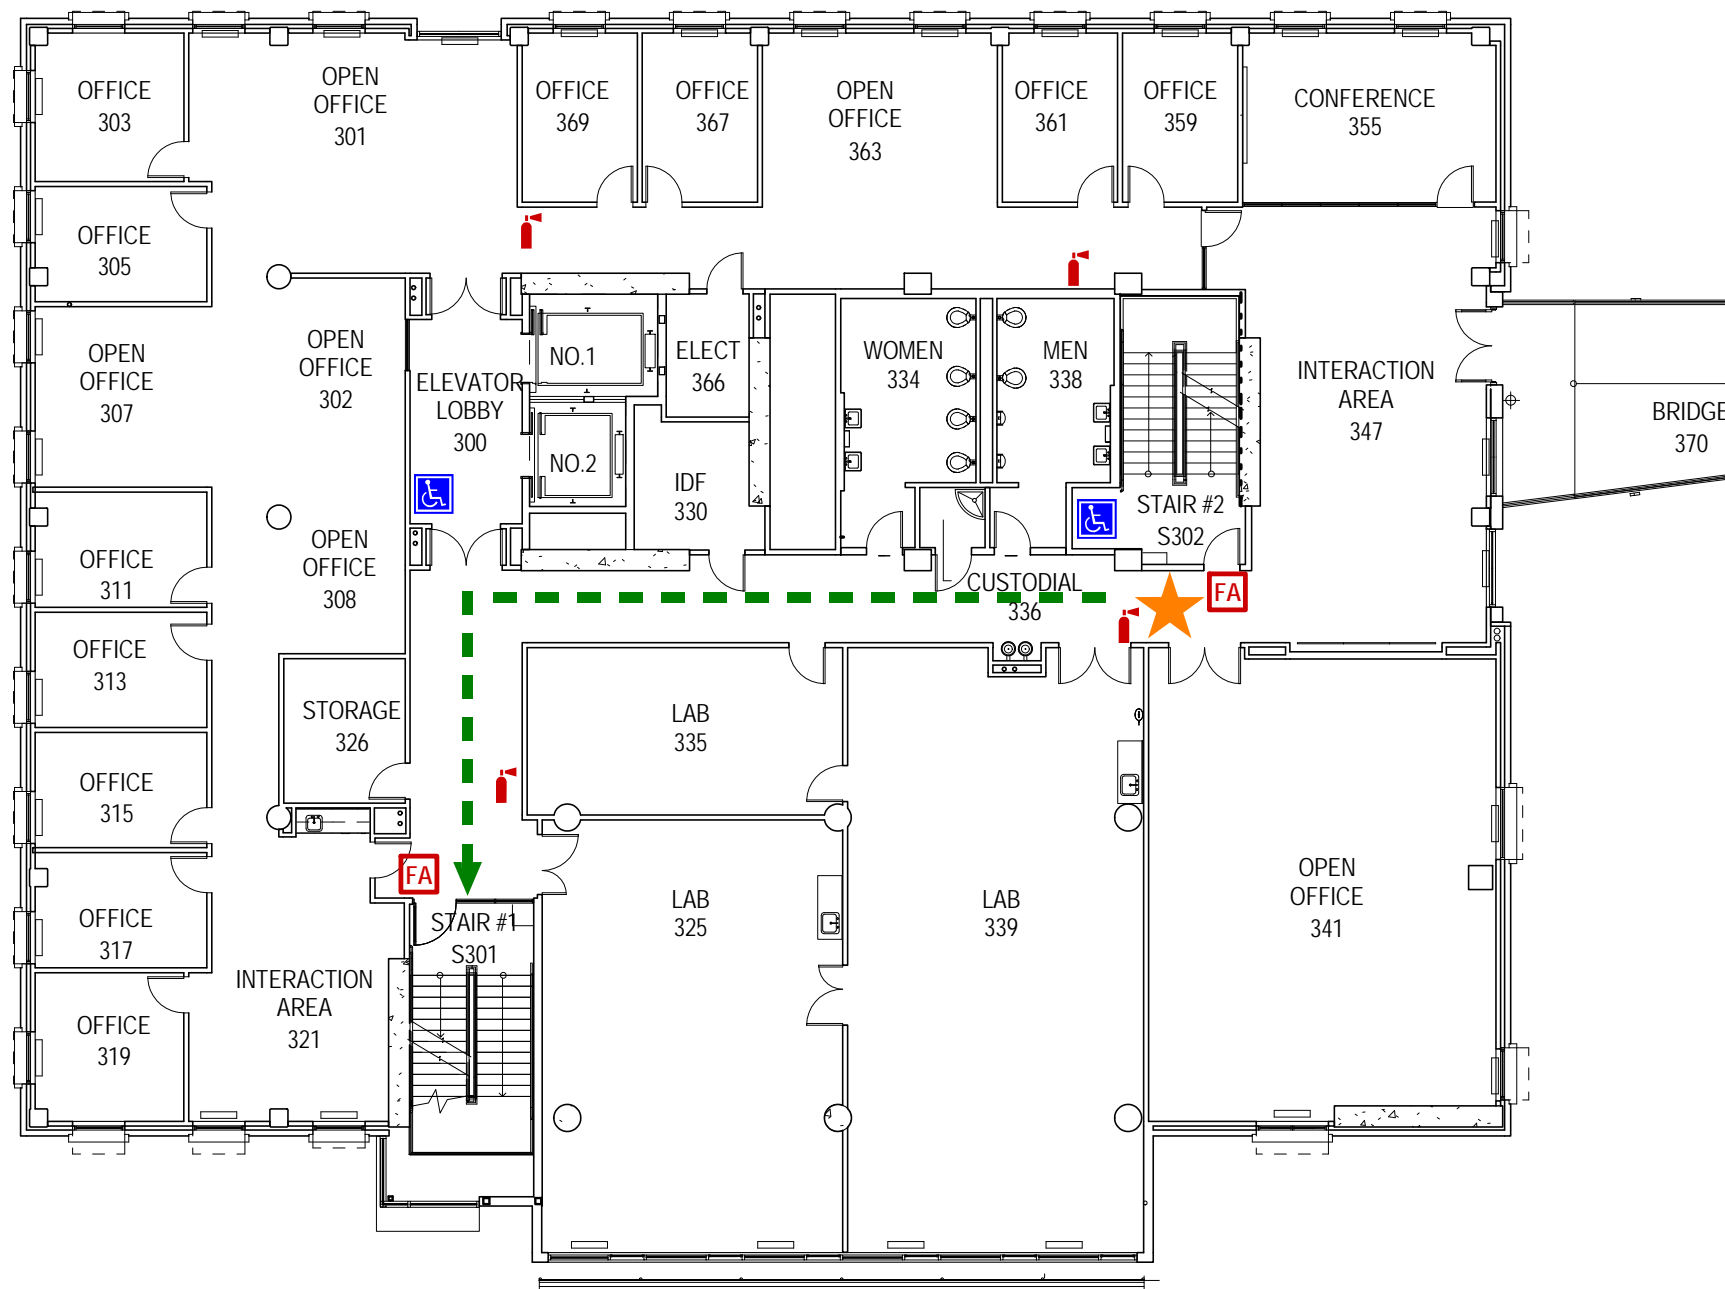 OFFICE
303
OPEN
OFFICE
301
OFFICE
369
OFFICE
367
OPEN
OFFICE
363
OFFICE
361
OFFICE
359
CONFERENCE
355
OFFICE
305
OPEN
OFFICE
307
OPEN
OFFICE
302
ELEVATOR
LOBBY
300
NO.1
NO.2
ELECT
366
IDF
330
WOMEN
334
MEN
338
STAIR #2
S302
INTERACTION
AREA
347
BRIDGE
370
OFFICE
311
OPEN
OFFICE
308
CUSTODIAL
336
FA
OFFICE
313
STORAGE
326
LAB
335
OFFICE
315
FA
OFFICE
317
STAIR #1
S301
LAB
325
LAB
339
OPEN
OFFICE
341
INTERACTION
AREA
321
OFFICE
319